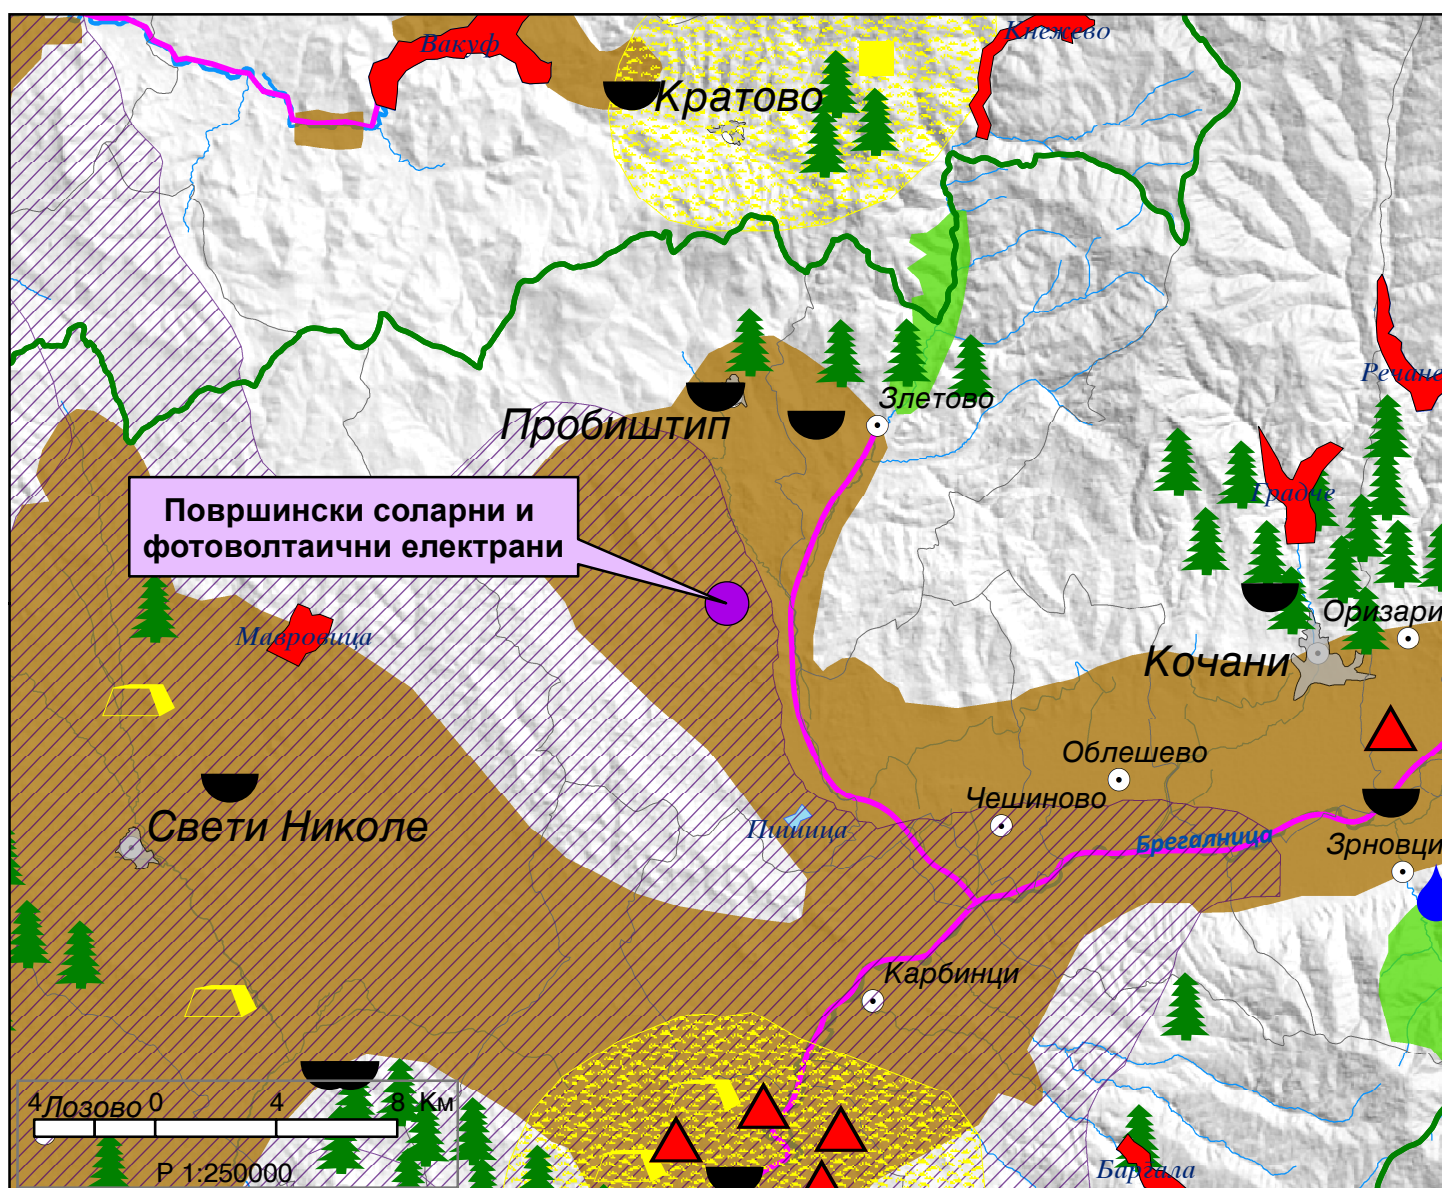 Вакуф
Кнежево
Кратово
Речане
Злетово
Пробиштип
Градче
Површински соларни и
фотоволтаични електрани
Мавровица
Оризари
Кочани
Облешево
Чешиново
Свети Николе
Пишица
Брегалница
Зрновци
Карбинци
Лозово
4 0 4 8 Км
Р 1:250000
Баргала